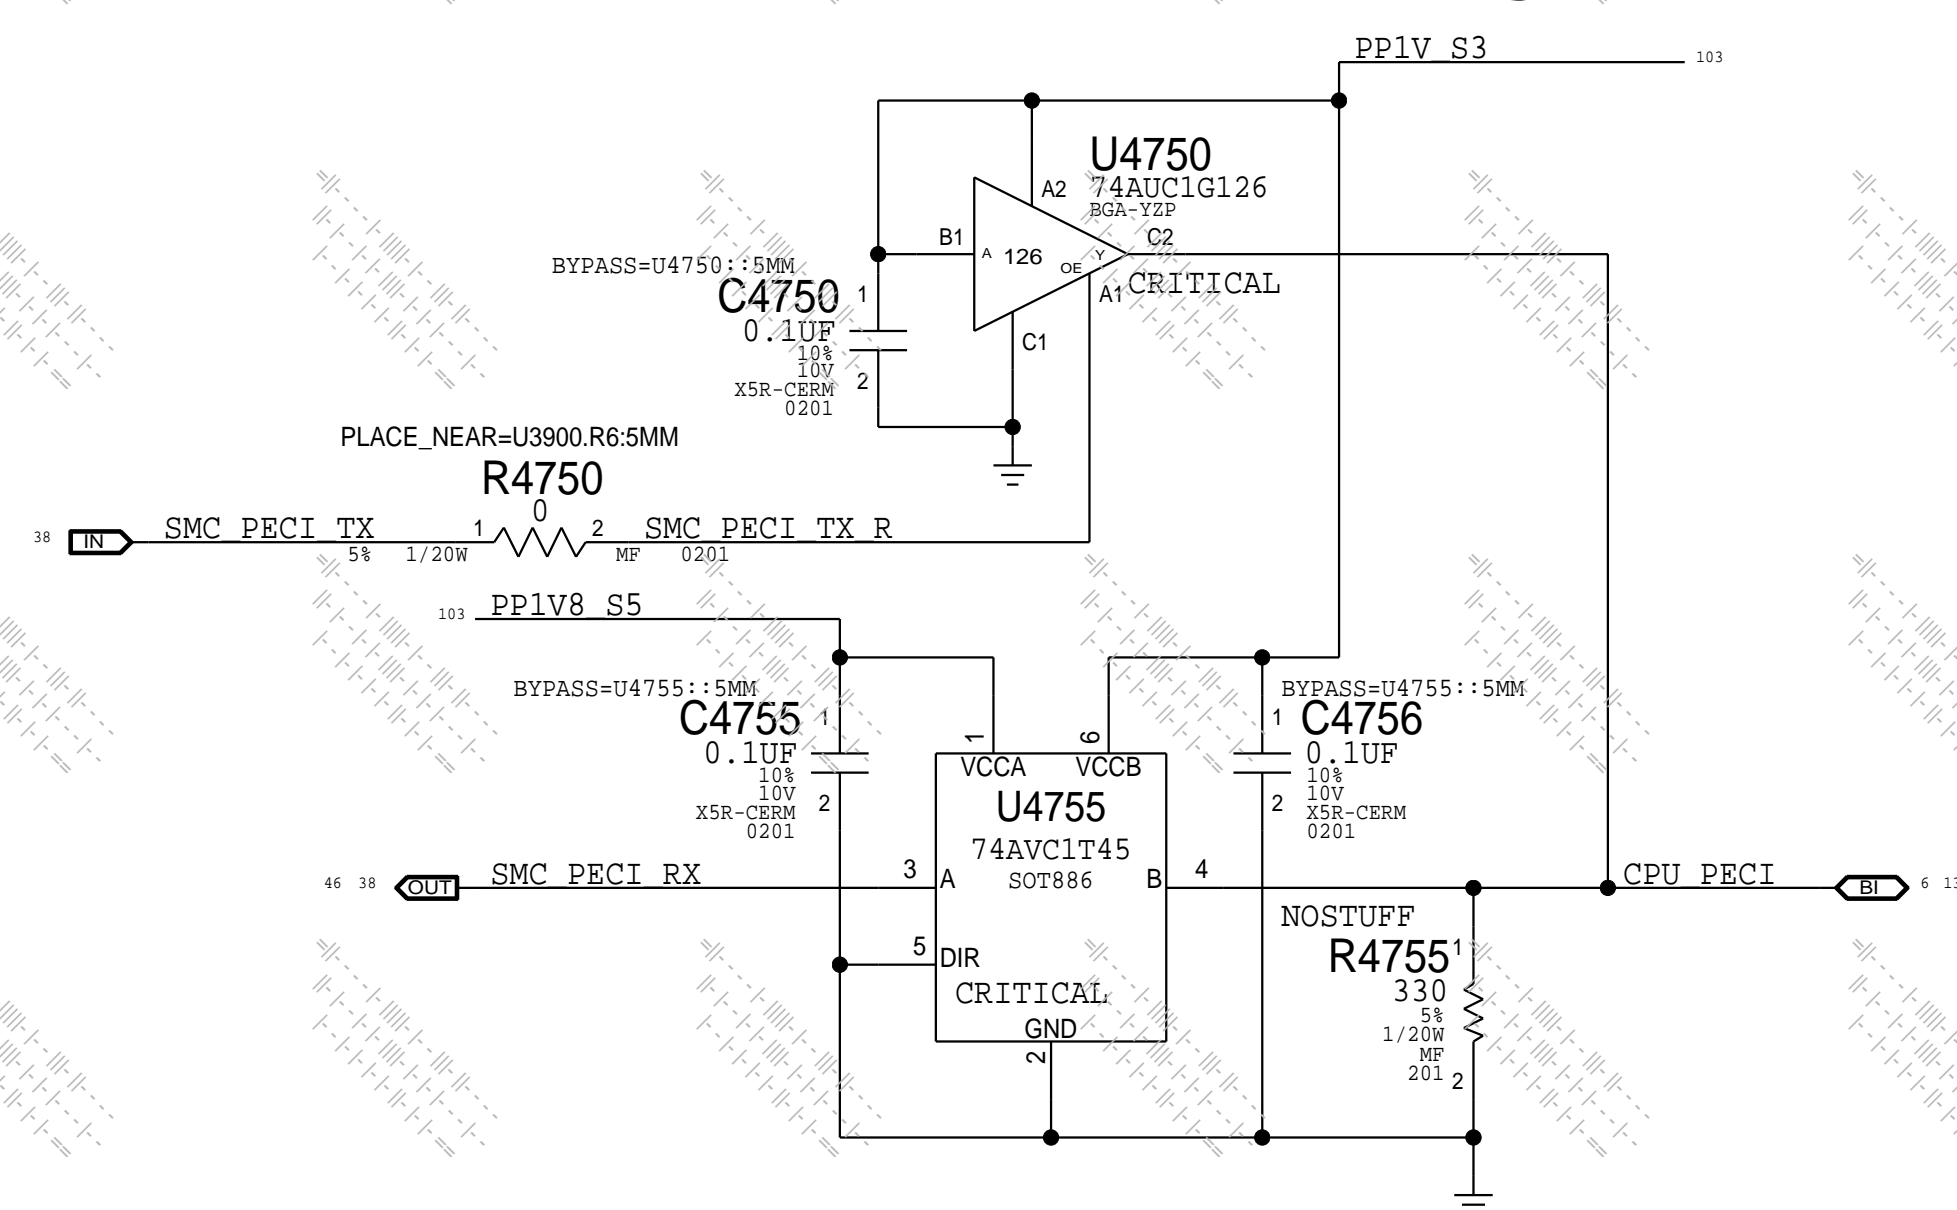 PP1V_S3 103
U4750
A2 74AUC1G126
BGA-YZP
B1 A 126 Y C2
OE
BYPASS=U4750::5MM
A1 CRITICAL
C4750 1
0.1UF
10%
10V
X5R-CERM 2
0201
C1
PLACE_NEAR=U3900.R6:5MM
R4750
0
38 IN SMC_PECI_TX 1 2 SMC_PECI_TX_R
5% 1/20W MF 0201
103 PP1V8_S5
BYPASS=U4755::5MM
C4755 1
0.1UF
10%
10V
X5R-CERM 2
0201
BYPASS=U4755::5MM
1 C4756
0.1UF
10%
10V
2 X5R-CERM
0201
1 6
VCCA VCCB
U4755
74AVC1T45
SOT886
46 38 OUT SMC_PECI_RX 3 A B 4 CPU_PECI BI 6 13
5 DIR
CRITICAL
GND
2
NOSTUFF
R4755 1
330
5%
1/20W
MF
201 2